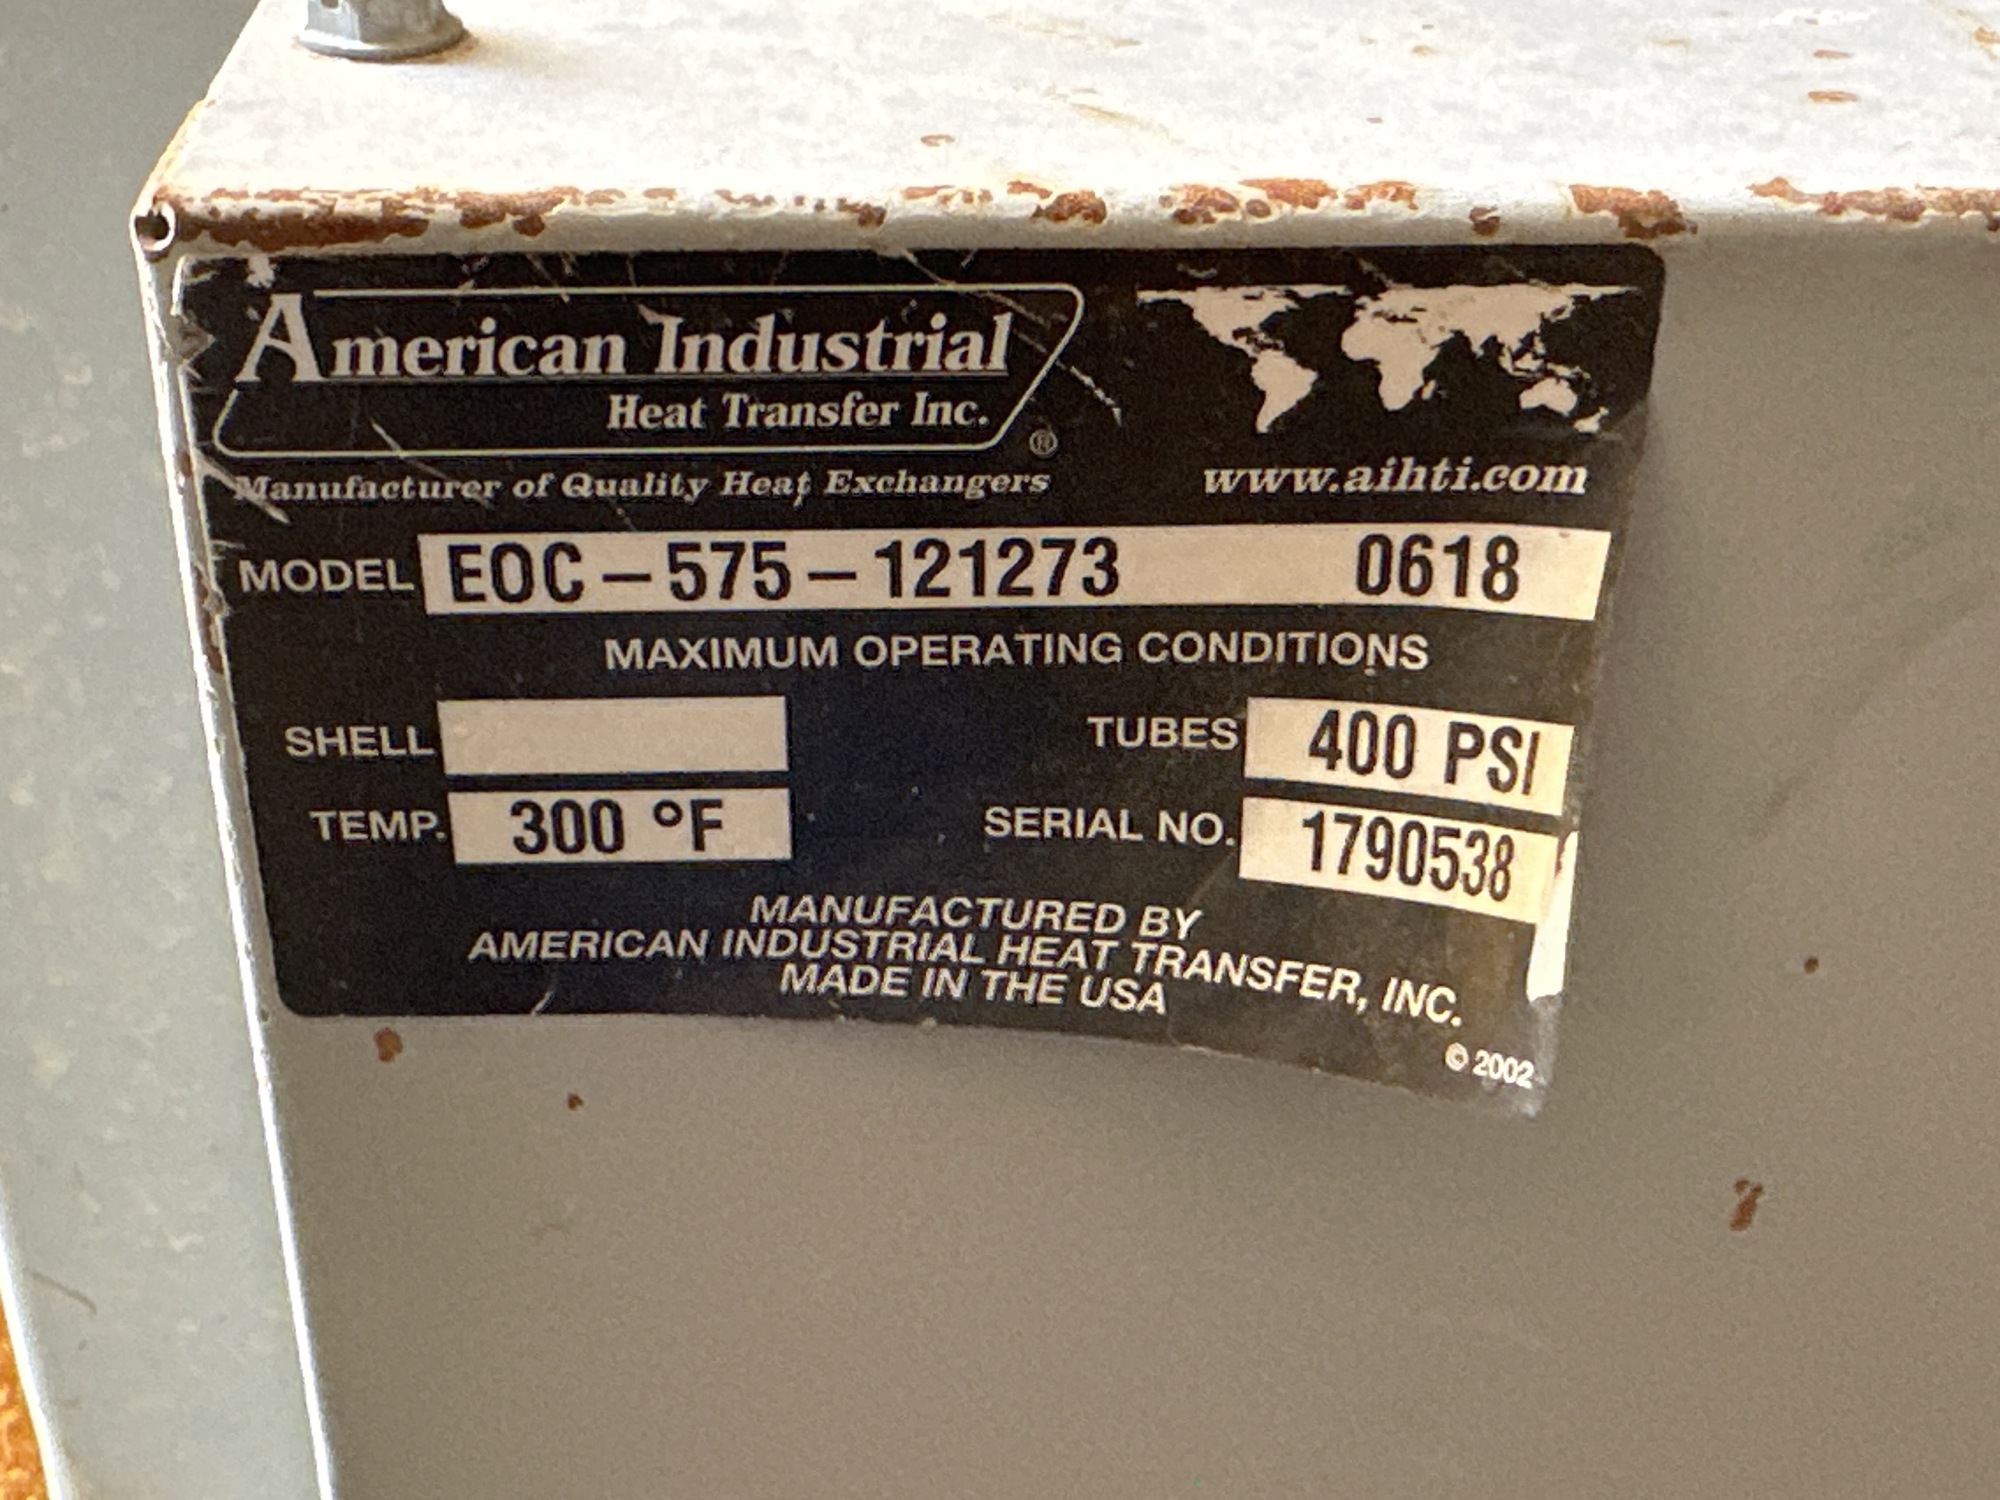 American Industrial
Heat Transfer Inc.
®
Manufacturer of Quality Heat Exchangers
www.aihti.com
MODEL EOC – 575 – 121273 0618
MAXIMUM OPERATING CONDITIONS
SHELL TUBES 400 PSI
TEMP. 300 °F SERIAL NO. 1790538
MANUFACTURED BY
AMERICAN INDUSTRIAL HEAT TRANSFER, INC.
MADE IN THE USA
© 2002